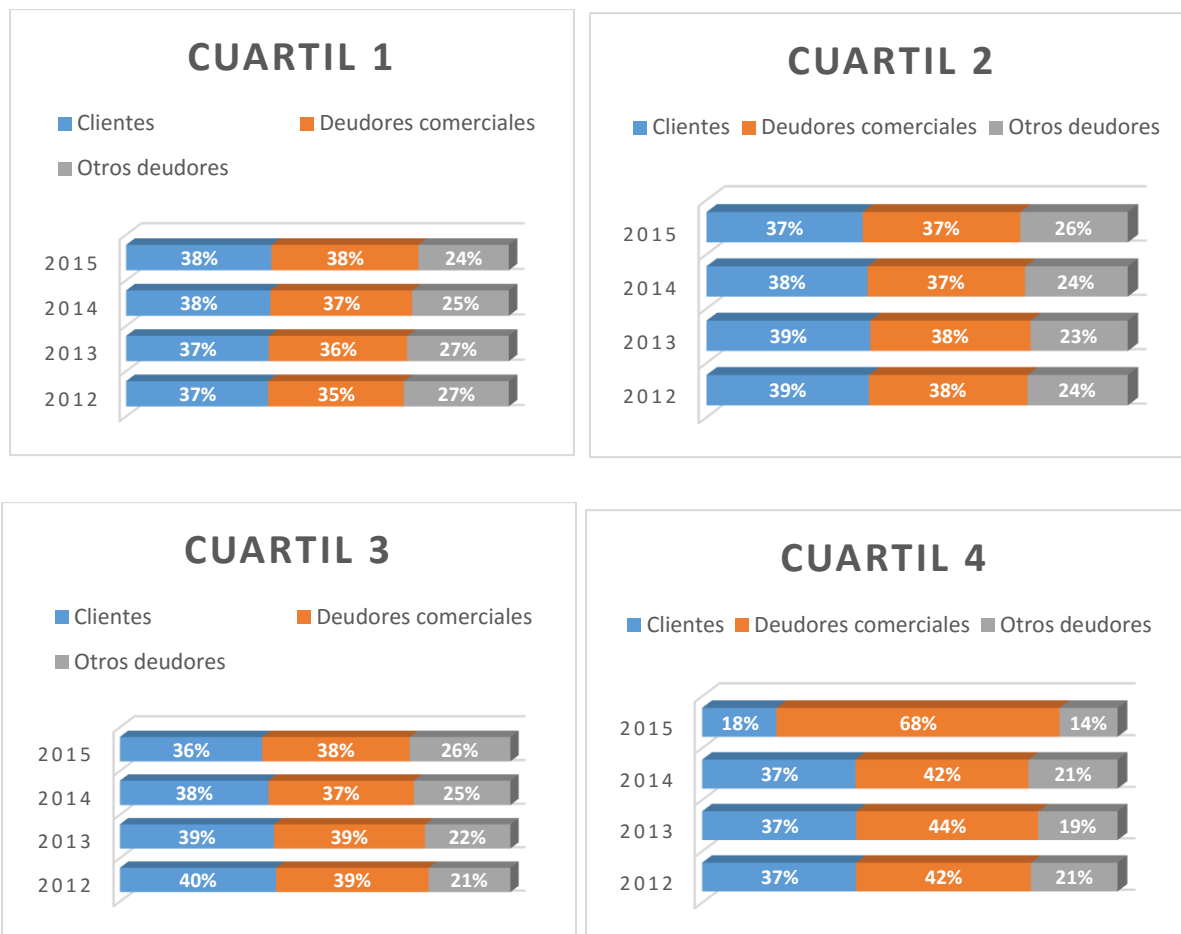 CUARTIL 1
Clientes Deudores comerciales
Otros deudores
2015 38% 38% 24%
2014 38% 37% 25%
2013 37% 36% 27%
2012 37% 35% 27%
CUARTIL 2
Clientes Deudores comerciales Otros deudores
2015 37% 37% 26%
2014 38% 37% 24%
2013 39% 38% 23%
2012 39% 38% 24%
CUARTIL 3
Clientes Deudores comerciales
Otros deudores
2015 36% 38% 26%
2014 38% 37% 25%
2013 39% 39% 22%
2012 40% 39% 21%
CUARTIL 4
Clientes Deudores comerciales Otros deudores
2015 18% 68% 14%
2014 37% 42% 21%
2013 37% 44% 19%
2012 37% 42% 21%